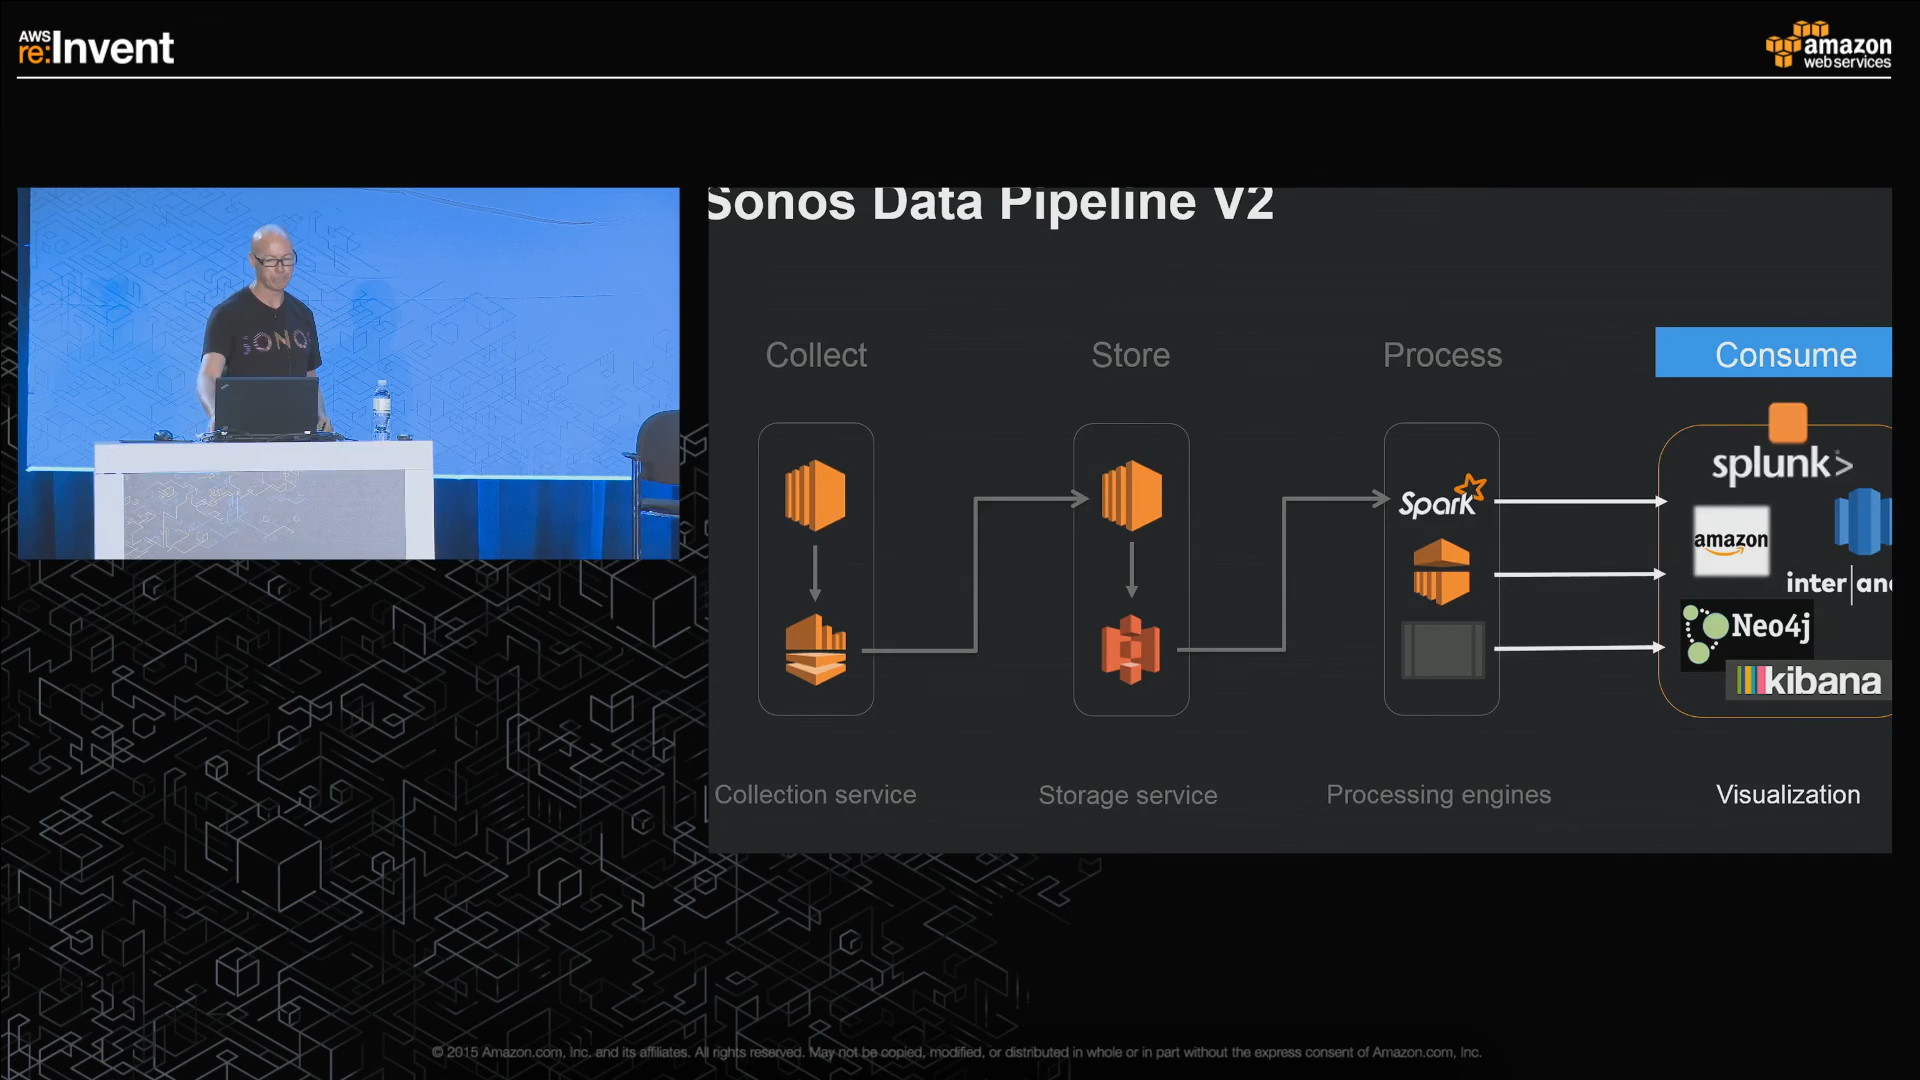 AWS
re:Invent
amazon
web services
Sonos Data Pipeline V2
Collect
Store
Process
Consume
SONOS
splunk>
Spark
amazon
inter|ana
Neo4j
kibana
Collection service
Storage service
Processing engines
Visualization
© 2015 Amazon.com, Inc. and its affiliates. All rights reserved. May not be copied, modified, or distributed in whole or in part without the express consent of Amazon.com, Inc.